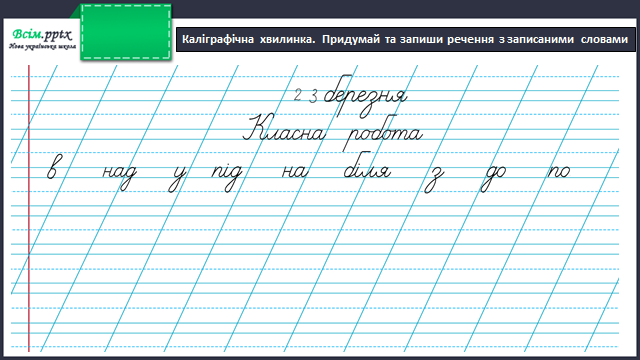 Всім.pptx
Нова українська школа
Каліграфічна хвилинка. Придумай та запиши речення з записаними словами
23 березня
Класна робота
в над у під на біля з до по